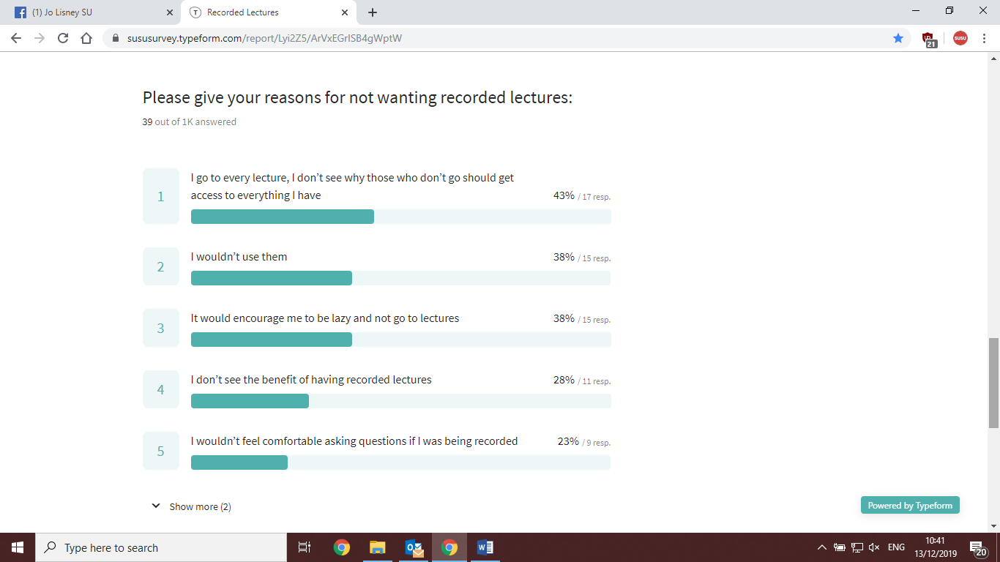 (1) Jo Lisney SU
Recorded Lectures
sususurvey.typeform.com/report/Lyi2Z5/ArVxEGrISB4gWptW
21
SUSU
Please give your reasons for not wanting recorded lectures:
39 out of 1K answered
1
I go to every lecture, I don’t see why those who don’t go should get
access to everything I have
43% / 17 resp.
2
I wouldn’t use them
38% / 15 resp.
3
It would encourage me to be lazy and not go to lectures
38% / 15 resp.
4
I don’t see the benefit of having recorded lectures
28% / 11 resp.
5
I wouldn’t feel comfortable asking questions if I was being recorded
23% / 9 resp.
Show more (2)
Powered by Typeform
Type here to search
ENG
10:41
13/12/2019
20